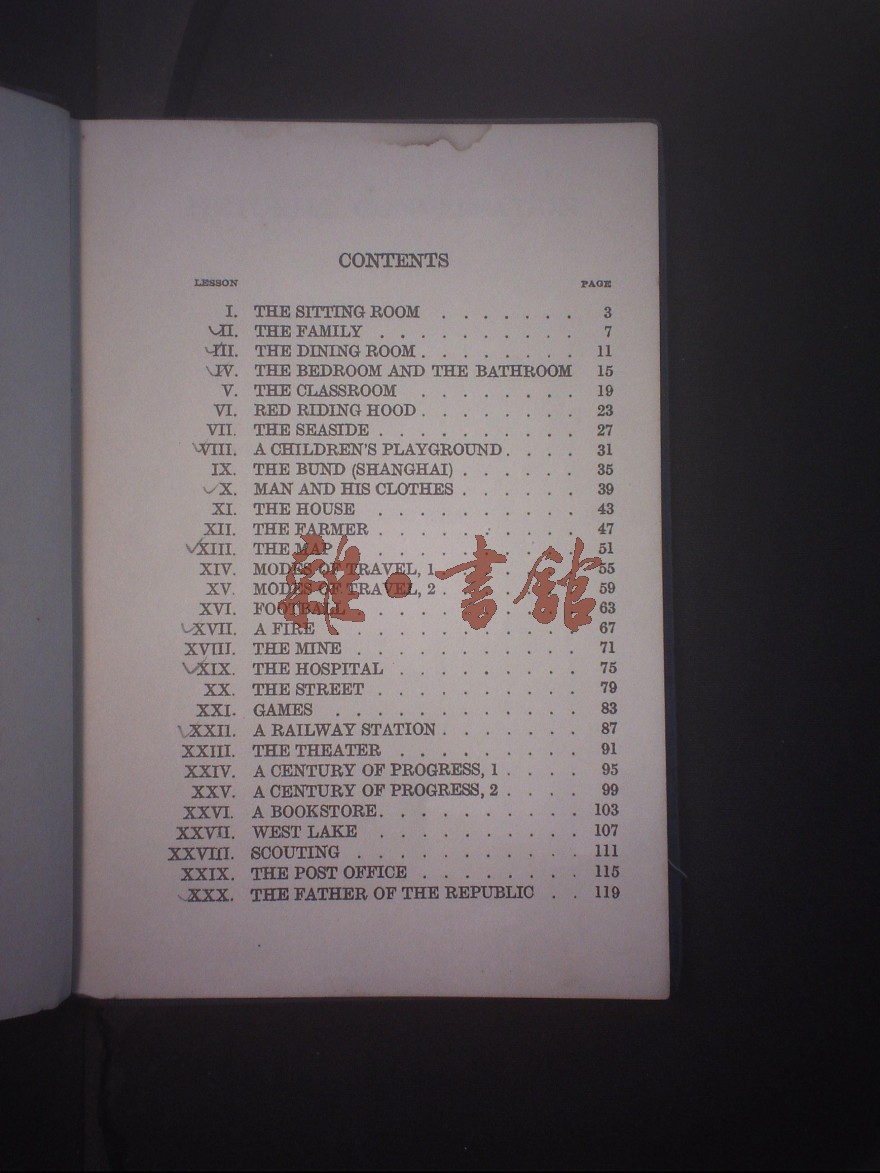 CONTENTS
LESSON PAGE
I. THE SITTING ROOM . . . . . . . 3
II. THE FAMILY . . . . . . . . . . 7
III. THE DINING ROOM . . . . . . . . 11
IV. THE BEDROOM AND THE BATHROOM 15
V. THE CLASSROOM . . . . . . . . 19
VI. RED RIDING HOOD . . . . . . . . 23
VII. THE SEASIDE . . . . . . . . . . 27
VIII. A CHILDREN'S PLAYGROUND . . . . 31
IX. THE BUND (SHANGHAI) . . . . . . 35
X. MAN AND HIS CLOTHES . . . . . . 39
XI. THE HOUSE . . . . . . . . . . 43
XII. THE FARMER . . . . . . . . . . 47
XIII. THE MAP . . . . . . . . . . . 51
XIV. MODES OF TRAVEL, 1 . . . . . . . 55
XV. MODES OF TRAVEL, 2 . . . . . . . 59
XVI. FOOTBALL . . . . . . . . . . . 63
XVII. A FIRE . . . . . . . . . . . 67
XVIII. THE MINE . . . . . . . . . . . 71
XIX. THE HOSPITAL . . . . . . . . . 75
XX. THE STREET . . . . . . . . . . 79
XXI. GAMES . . . . . . . . . . . . 83
XXII. A RAILWAY STATION . . . . . . . 87
XXIII. THE THEATER . . . . . . . . . 91
XXIV. A CENTURY OF PROGRESS, 1 . . . . 95
XXV. A CENTURY OF PROGRESS, 2 . . . . 99
XXVI. A BOOKSTORE . . . . . . . . . . 103
XXVII. WEST LAKE . . . . . . . . . . 107
XXVIII. SCOUTING . . . . . . . . . . . 111
XXIX. THE POST OFFICE . . . . . . . . 115
XXX. THE FATHER OF THE REPUBLIC . . 119
雜·書館